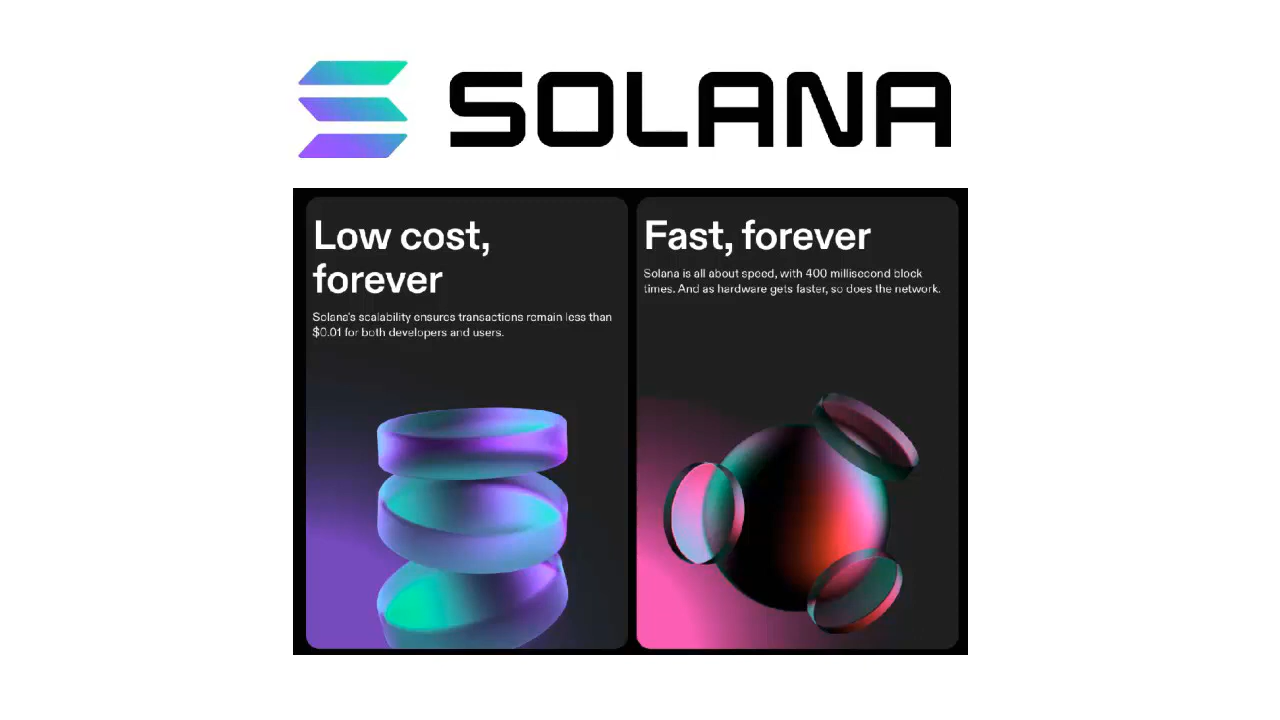 SOLANA
Low cost,
forever
Solana's scalability ensures transactions remain less than
$0.01 for both developers and users.
Fast, forever
Solana is all about speed, with 400 millisecond block
times. And as hardware gets faster, so does the network.